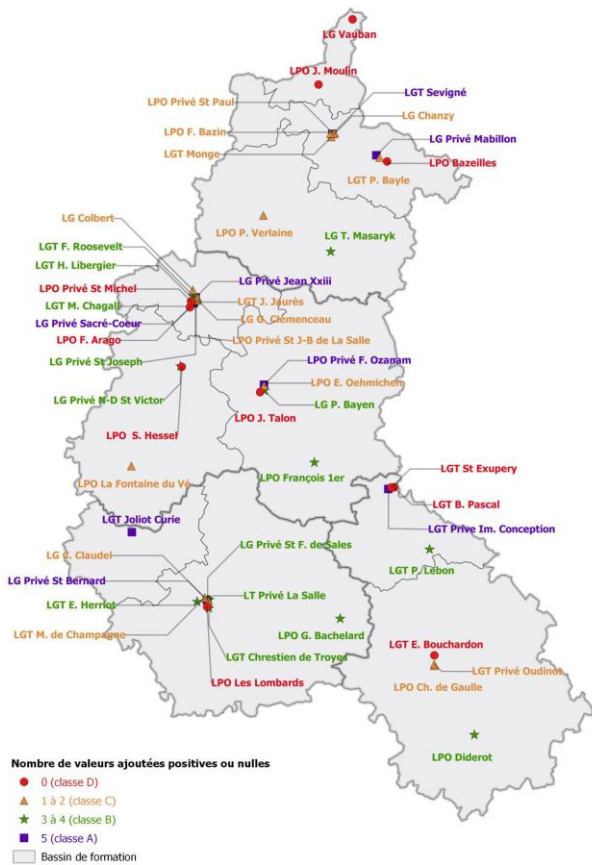 LG Vauban
LPO J. Moulin
LPO Privé St Paul
LGT Sevigné
LG Chanzy
LPO F. Bazin
LG Privé Mabillon
LGT Monge
LPO Bazeilles
LGT P. Bayle
LPO P. Verlaine
LG T. Masaryk
LG Colbert
LGT F. Roosevelt
LGT H. Libergier
LPO Privé St Michel
LG Privé Jean Xxiii
LGT M. Chagall
LGT J. Jaurès
LG Privé Sacré-Coeur
LG G. Clémenceau
LPO F. Arago
LPO Privé St J-B de La Salle
LG Privé St Joseph
LPO Privé F. Ozanam
LPO E. Oehmichen
LG Privé N-D St Victor
LG P. Bayen
LPO J. Talon
LPO S. Hessel
LPO La Fontaine du Vé
LPO François 1er
LGT St Exupery
LGT B. Pascal
LGT Joliot Curie
LGT Prive Im. Conception
LG Privé St F. de Sales
LG C. Claudel
LGT P. Lebon
LG Privé St Bernard
LT Privé La Salle
LGT E. Herriot
LPO G. Bachelard
LGT M. de Champagne
LGT E. Bouchardon
LGT Chrestien de Troyes
LGT Privé Oudinot
LPO Les Lombards
LPO Ch. de Gaulle
LPO Diderot
Nombre de valeurs ajoutées positives ou nulles
0 (classe D)
1 à 2 (classe C)
3 à 4 (classe B)
5 (classe A)
Bassin de formation